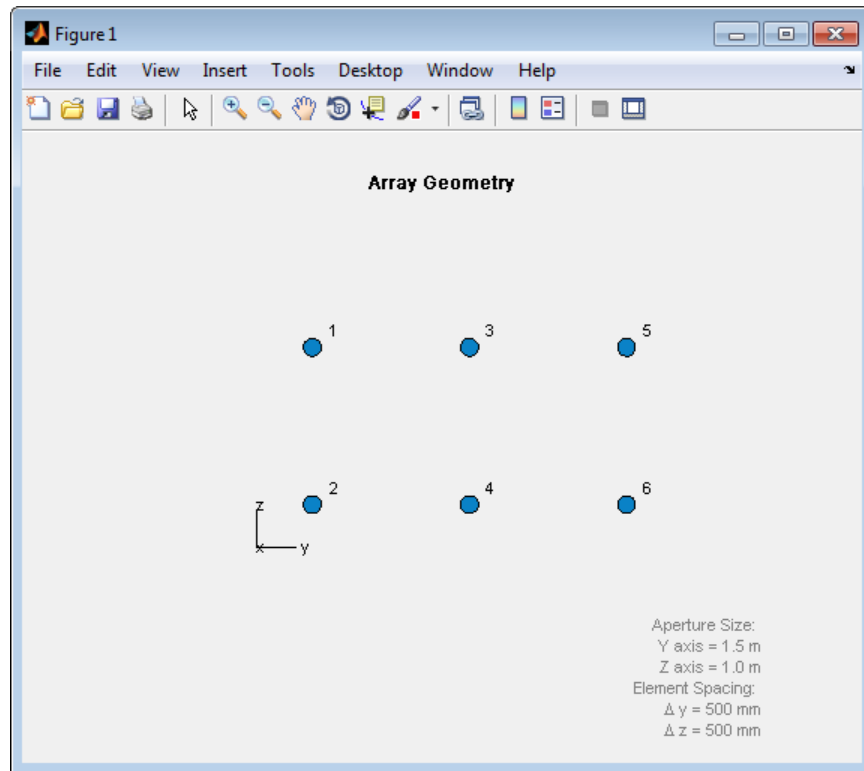 Figure 1
File Edit View Insert Tools Desktop Window Help
Array Geometry
1 3 5
2 4 6
z
x y
Aperture Size:
Y axis = 1.5 m
Z axis = 1.0 m
Element Spacing:
Δ y = 500 mm
Δ z = 500 mm